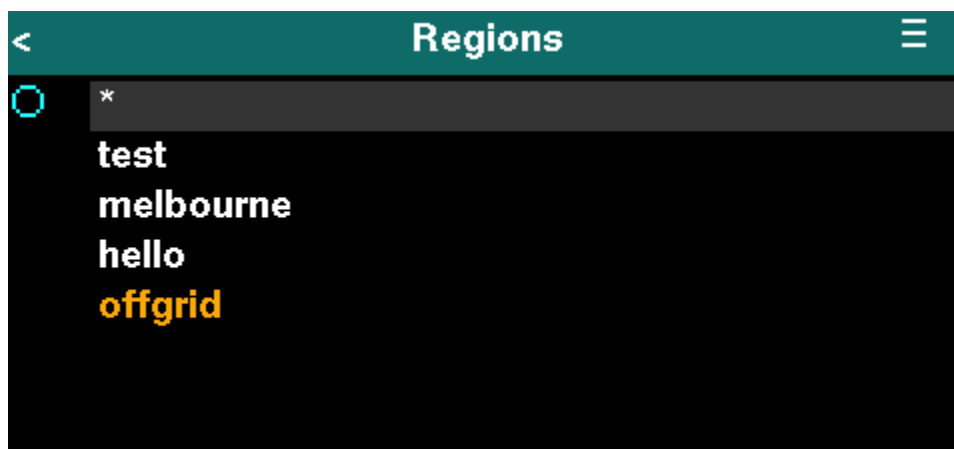 < Regions ☰
*
test
melbourne
hello
offgrid